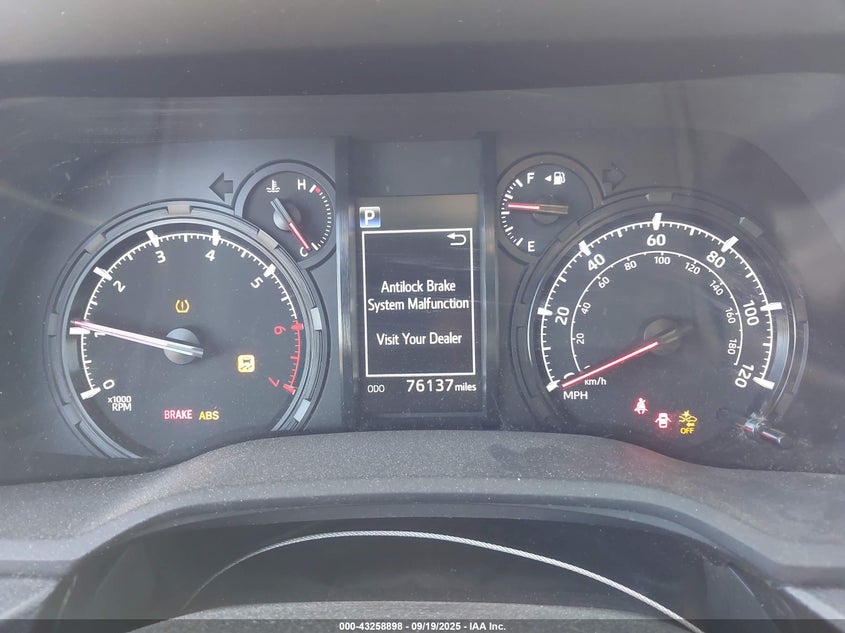 H
C
F
E
P
Antilock Brake
System Malfunction
Visit Your Dealer
ODO 76137 miles
0
1
2
3
4
5
6
7
x1000
RPM
BRAKE ABS
0
20
40
60
80
100
120
20
40
60
80
100
120
140
160
180
km/h
MPH
OFF
000-43258898 - 09/19/2025 - IAA Inc.